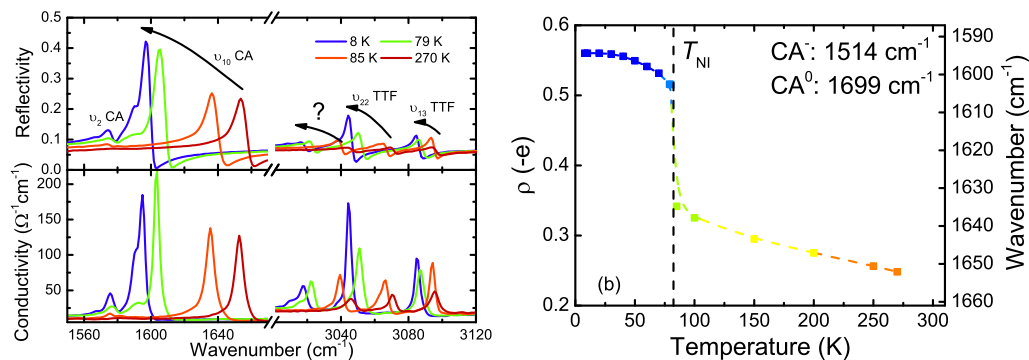 Reflectivity
0.5
0.4
0.3
0.2
0.1
0.0
υ₂ CA
υ₁₀ CA
8 K
79 K
85 K
270 K
?
υ₂₂ TTF
υ₁₃ TTF
Conductivity (Ω⁻¹cm⁻¹)
200
150
100
50
1560
1600
1640
3040
3080
3120
Wavenumber (cm⁻¹)
ρ (-e)
0.6
0.5
0.4
0.3
0.2
T_NI
CA⁻: 1514 cm⁻¹
CA⁰: 1699 cm⁻¹
(b)
0
50
100
150
200
250
300
Temperature (K)
1590
1600
1610
1620
1630
1640
1650
1660
Wavenumber (cm⁻¹)